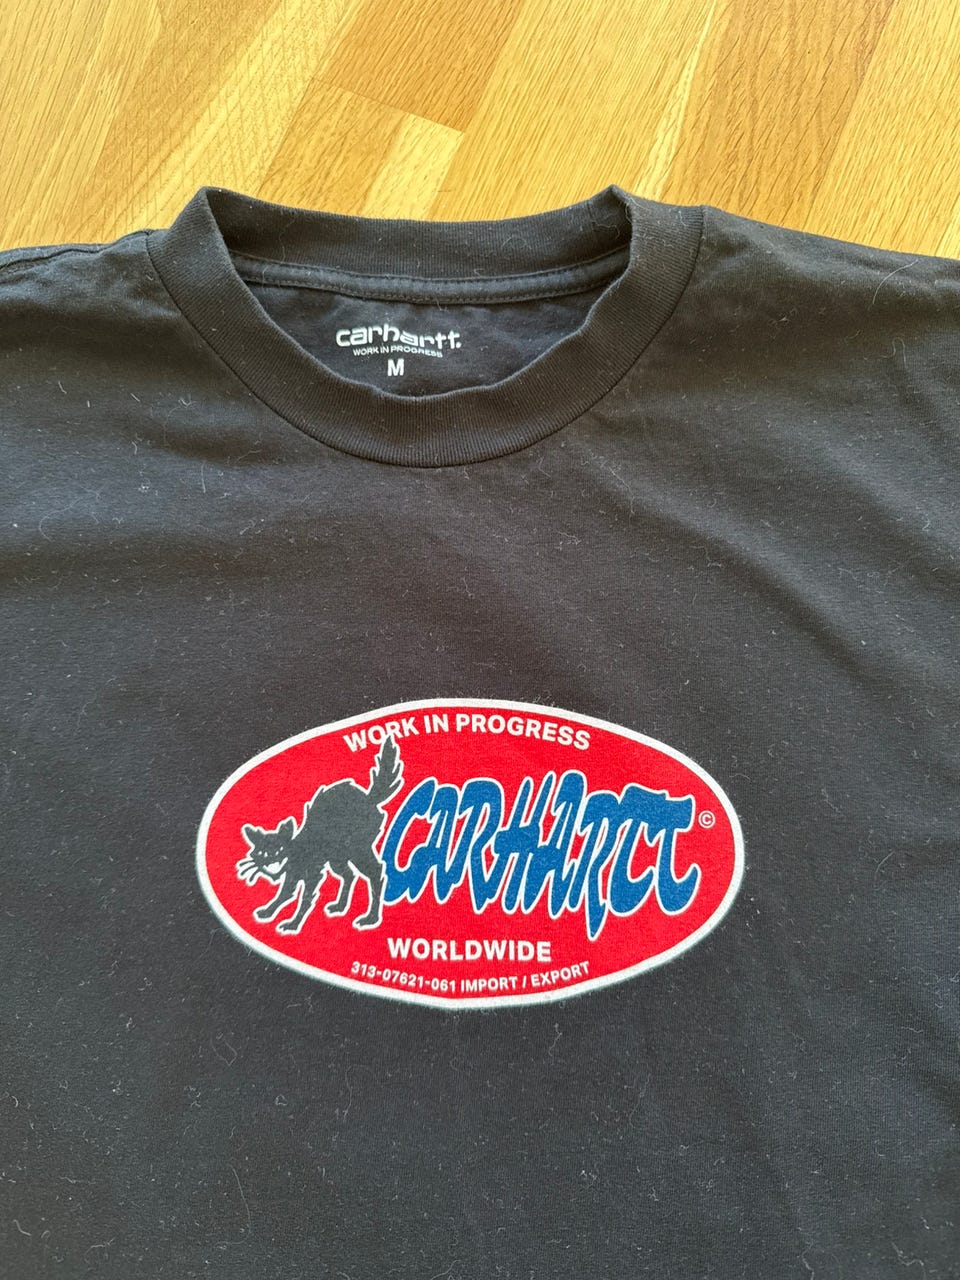 carhartt.
WORK IN PROGRESS
M
WORK IN PROGRESS
CARHARTT ©
WORLDWIDE
313-07621-061 IMPORT / EXPORT